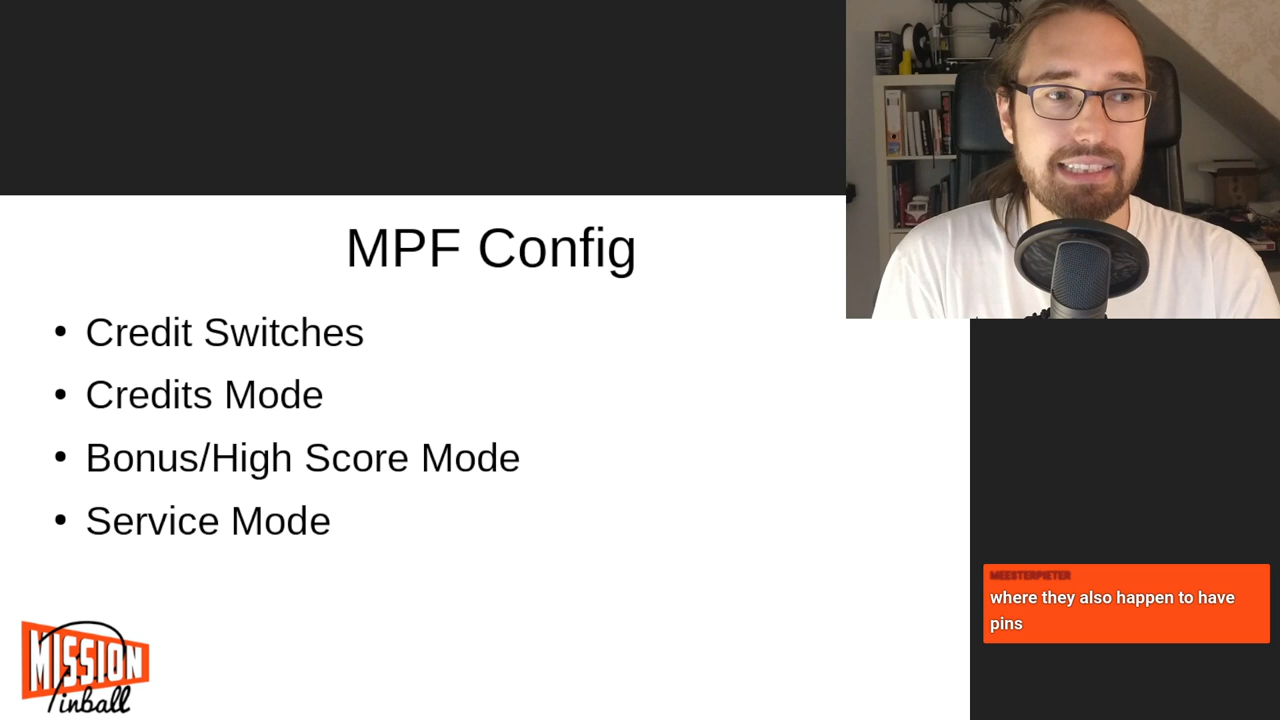 MPF Config
• Credit Switches
• Credits Mode
• Bonus/High Score Mode
• Service Mode
MISSION
Pinball
MEESTERPIETER
where they also happen to have
pins